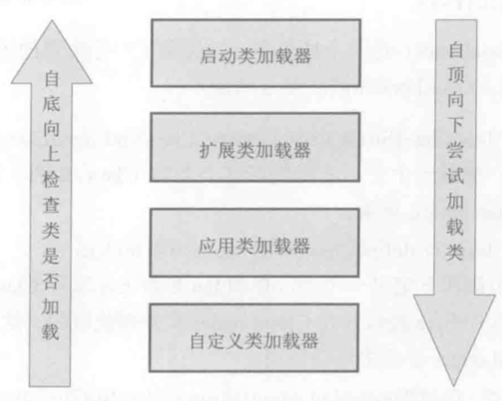 启动类加载器
扩展类加载器
应用类加载器
自定义类加载器
自底向上检查类是否加载
自顶向下尝试加载类